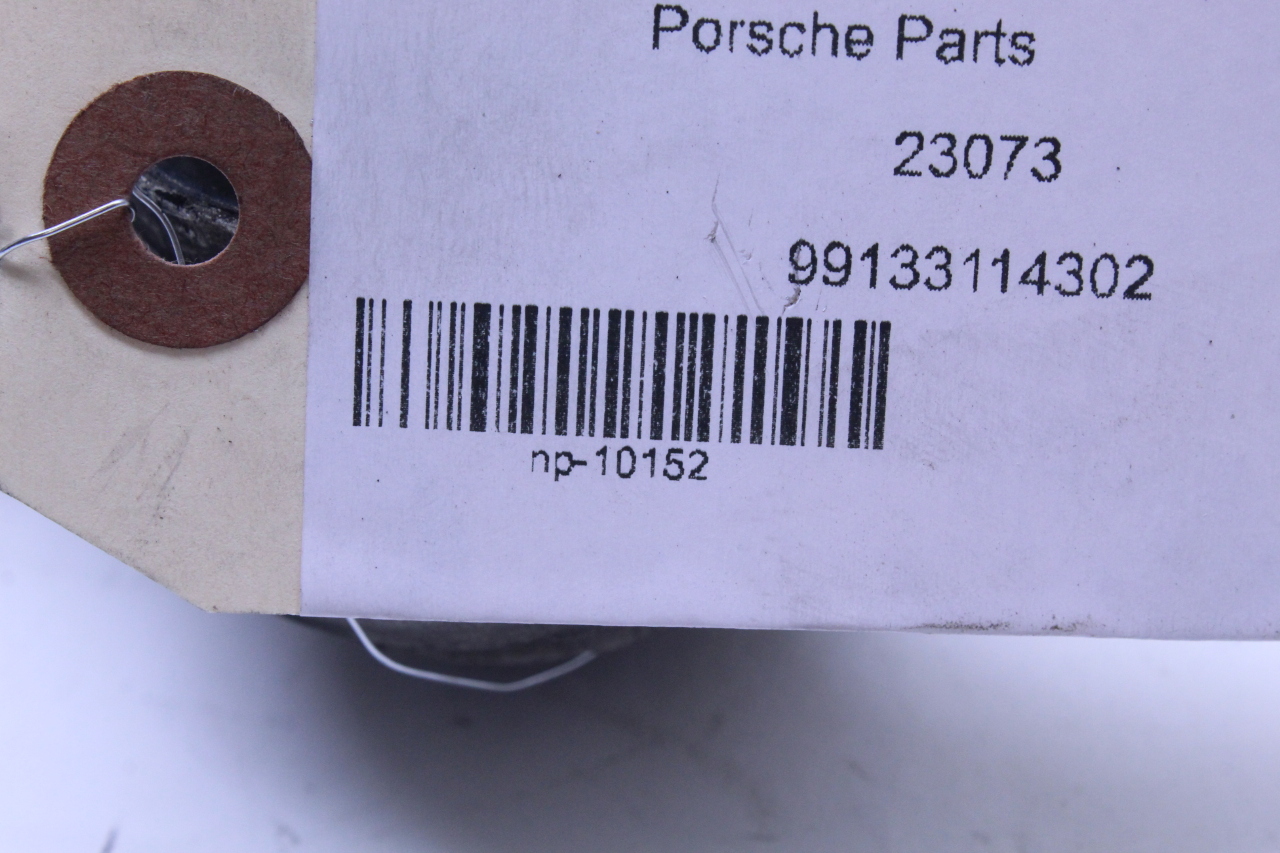 Porsche Parts
23073
99133114302
np-10152